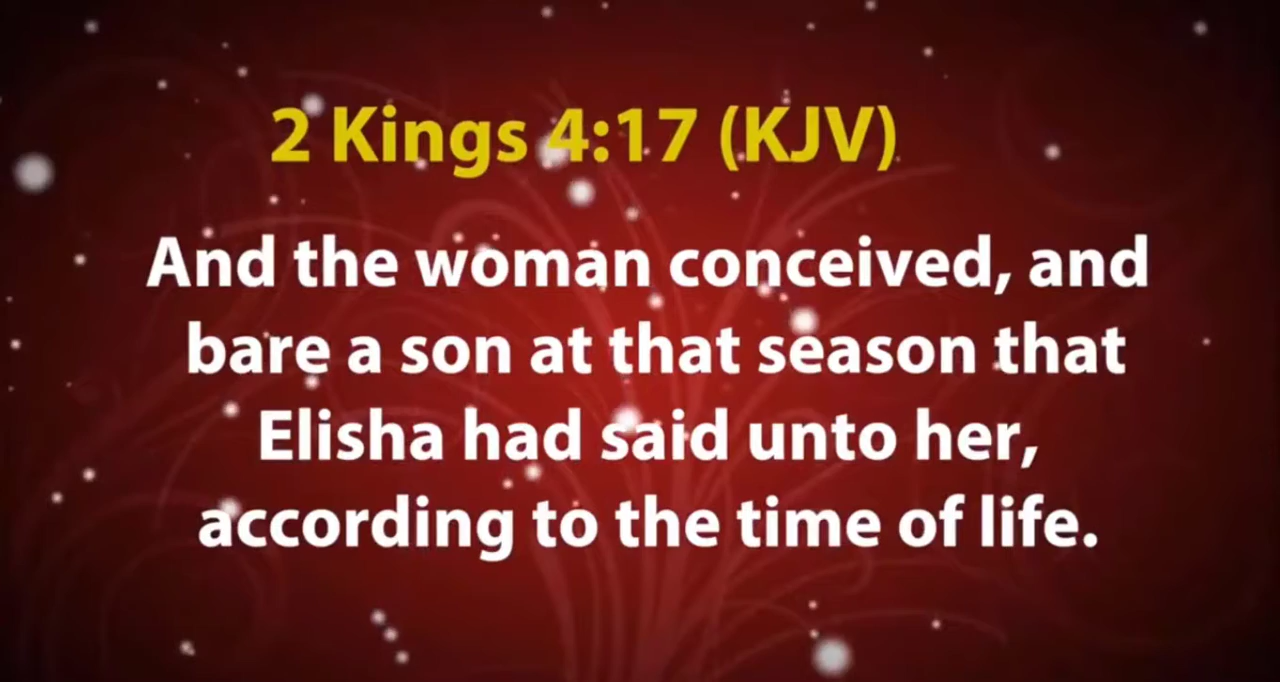 2 Kings 4:17 (KJV)
And the woman conceived, and
bare a son at that season that
Elisha had said unto her,
according to the time of life.